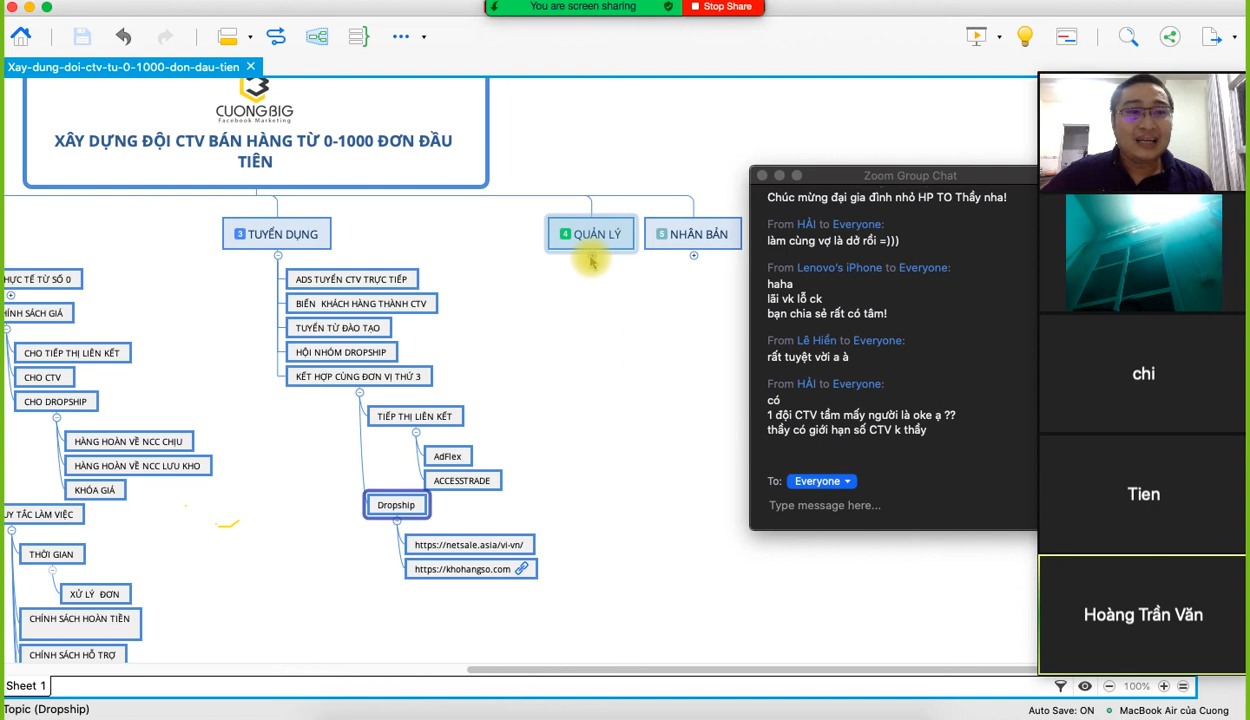 You are screen sharing
Stop Share
Xay-dung-doi-ctv-tu-0-1000-don-dau-tien
CUONGBIG
Facebook Marketing
XÂY DỰNG ĐỘI CTV BÁN HÀNG TỪ 0-1000 ĐƠN ĐẦU
TIÊN
3 TUYỂN DỤNG
4 QUẢN LÝ
5 NHÂN BẢN
TẾ TỪ SỐ 0
SÁCH GIÁ
CHO TIẾP THỊ LIÊN KẾT
CHO CTV
CHO DROPSHIP
HÀNG HOÀN VỀ NCC CHỊU
HÀNG HOÀN VỀ NCC LƯU KHO
KHÓA GIÁ
TẮC LÀM VIỆC
THỜI GIAN
XỬ LÝ ĐƠN
CHÍNH SÁCH HOÀN TIỀN
CHÍNH SÁCH HỖ TRỢ
ADS TUYỂN CTV TRỰC TIẾP
BIẾN KHÁCH HÀNG THÀNH CTV
TUYỂN TỪ ĐÀO TẠO
HỘI NHÓM DROPSHIP
KẾT HỢP CÙNG ĐƠN VỊ THỨ 3
TIẾP THỊ LIÊN KẾT
AdFlex
ACCESSTRADE
Dropship
https://netsale.asia/vi-vn/
https://khohangso.com
Zoom Group Chat
Chúc mừng đại gia đình nhỏ HP TO Thầy nha!
From HẢI to Everyone:
làm cùng vợ là dở rồi =)))
From Lenovo's iPhone to Everyone:
haha
lãi vk lỗ ck
bạn chia sẻ rất có tâm!
From Lê Hiền to Everyone:
rất tuyệt vời a à
From HẢI to Everyone:
có
1 đội CTV tầm mấy người là oke ạ ??
thầy có giới hạn số CTV k thầy
To: Everyone
Type message here...
chi
Tien
Hoàng Trần Văn
Sheet 1
100%
Topic (Dropship)
Auto Save: ON
MacBook Air của Cuong